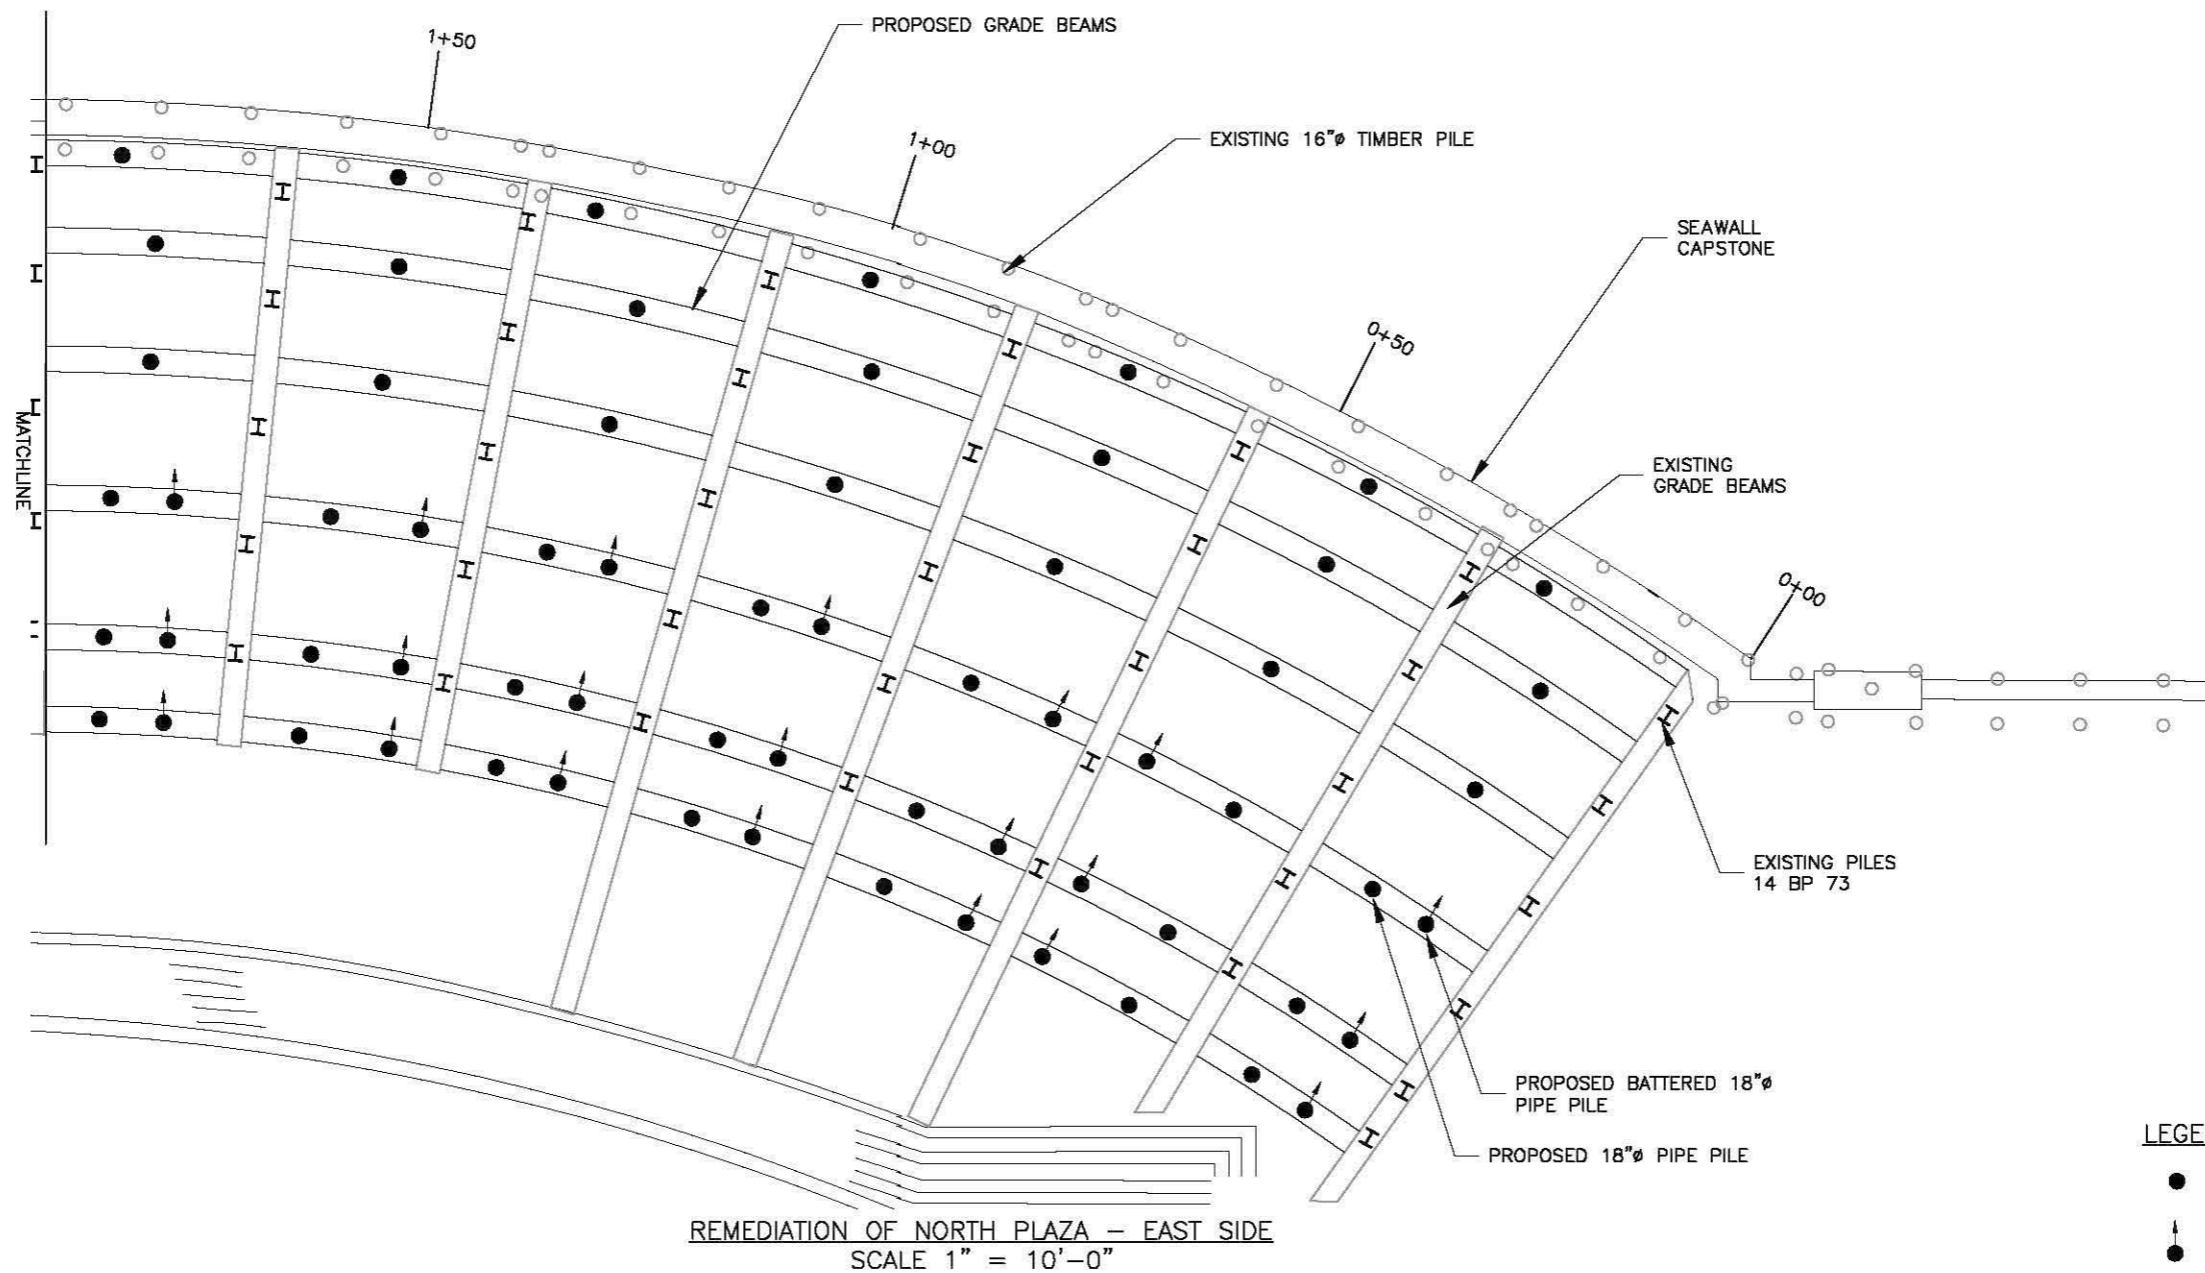 PROPOSED GRADE BEAMS
1+50
1+00
EXISTING 16"ø TIMBER PILE
SEAWALL
CAPSTONE
0+50
MATCHLINE
EXISTING
GRADE BEAMS
0+00
EXISTING PILES
14 BP 73
PROPOSED BATTERED 18"ø
PIPE PILE
PROPOSED 18"ø PIPE PILE
LEGE
REMEDIATION OF NORTH PLAZA – EAST SIDE
SCALE 1" = 10'-0"